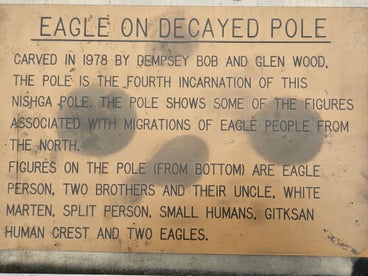 EAGLE ON DECAYED POLE
CARVED IN 1978 BY DEMPSEY BOB AND GLEN WOOD,
THE POLE IS THE FOURTH INCARNATION OF THIS
NISHGA POLE. THE POLE SHOWS SOME OF THE FIGURES
ASSOCIATED WITH MIGRATIONS OF EAGLE PEOPLE FROM
THE NORTH.
FIGURES ON THE POLE (FROM BOTTOM) ARE EAGLE
PERSON, TWO BROTHERS AND THEIR UNCLE, WHITE
MARTEN, SPLIT PERSON, SMALL HUMANS, GITKSAN
HUMAN CREST AND TWO EAGLES.